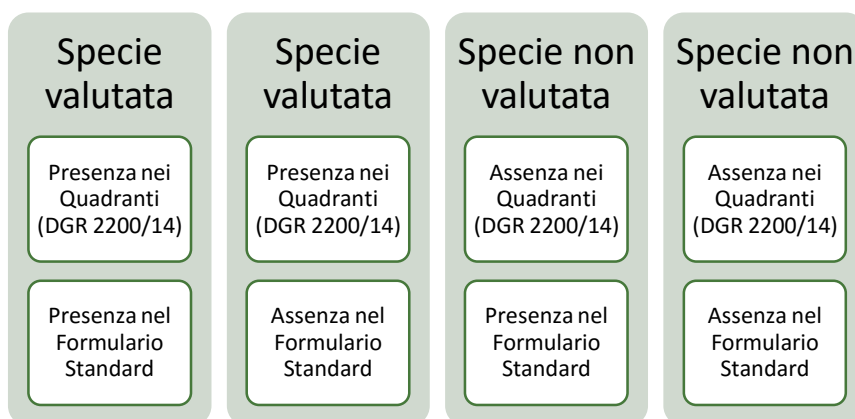 Specie
valutata
Presenza nei
Quadranti
(DGR 2200/14)
Presenza nel
Formulario
Standard
Specie
valutata
Presenza nei
Quadranti
(DGR 2200/14)
Assenza nel
Formulario
Standard
Specie non
valutata
Assenza nei
Quadranti
(DGR 2200/14)
Presenza nel
Formulario
Standard
Specie non
valutata
Assenza nei
Quadranti
(DGR 2200/14)
Assenza nel
Formulario
Standard